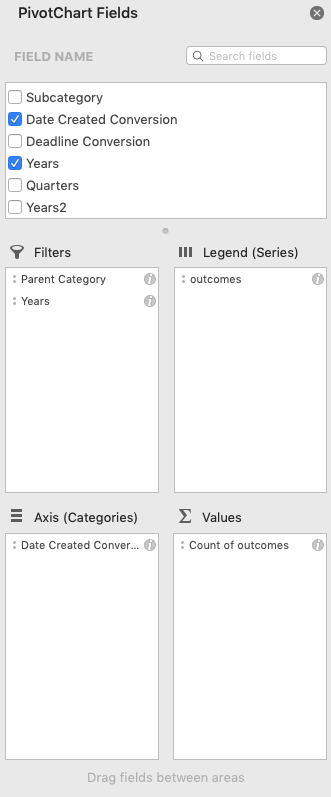 PivotChart Fields
FIELD NAME
Search fields
Subcategory
Date Created Conversion
Deadline Conversion
Years
Quarters
Years2
Filters
Legend (Series)
Parent Category
Years
outcomes
Axis (Categories)
Values
Date Created Conver...
Count of outcomes
Drag fields between areas